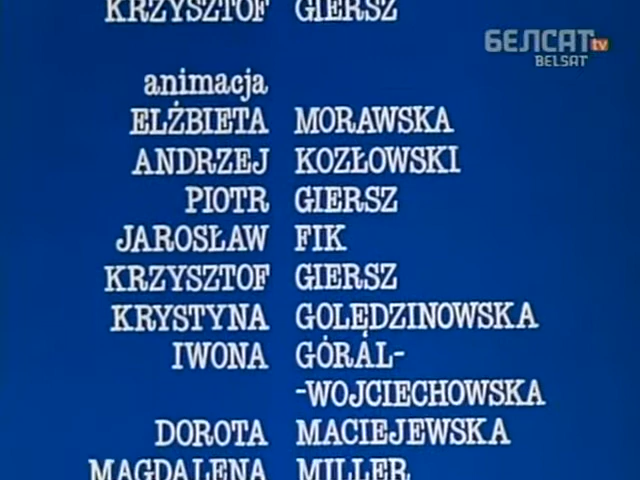 KRZYSZTOF GIERSZ
БЕЛСАТ tv
BELSAT
animacja
ELŻBIETA MORAWSKA
ANDRZEJ KOZŁOWSKI
PIOTR GIERSZ
JAROSŁAW FIK
KRZYSZTOF GIERSZ
KRYSTYNA GOLĘDZINOWSKA
IWONA GÓRAL-
-WOJCIECHOWSKA
DOROTA MACIEJEWSKA
MAGDALENA MILLER